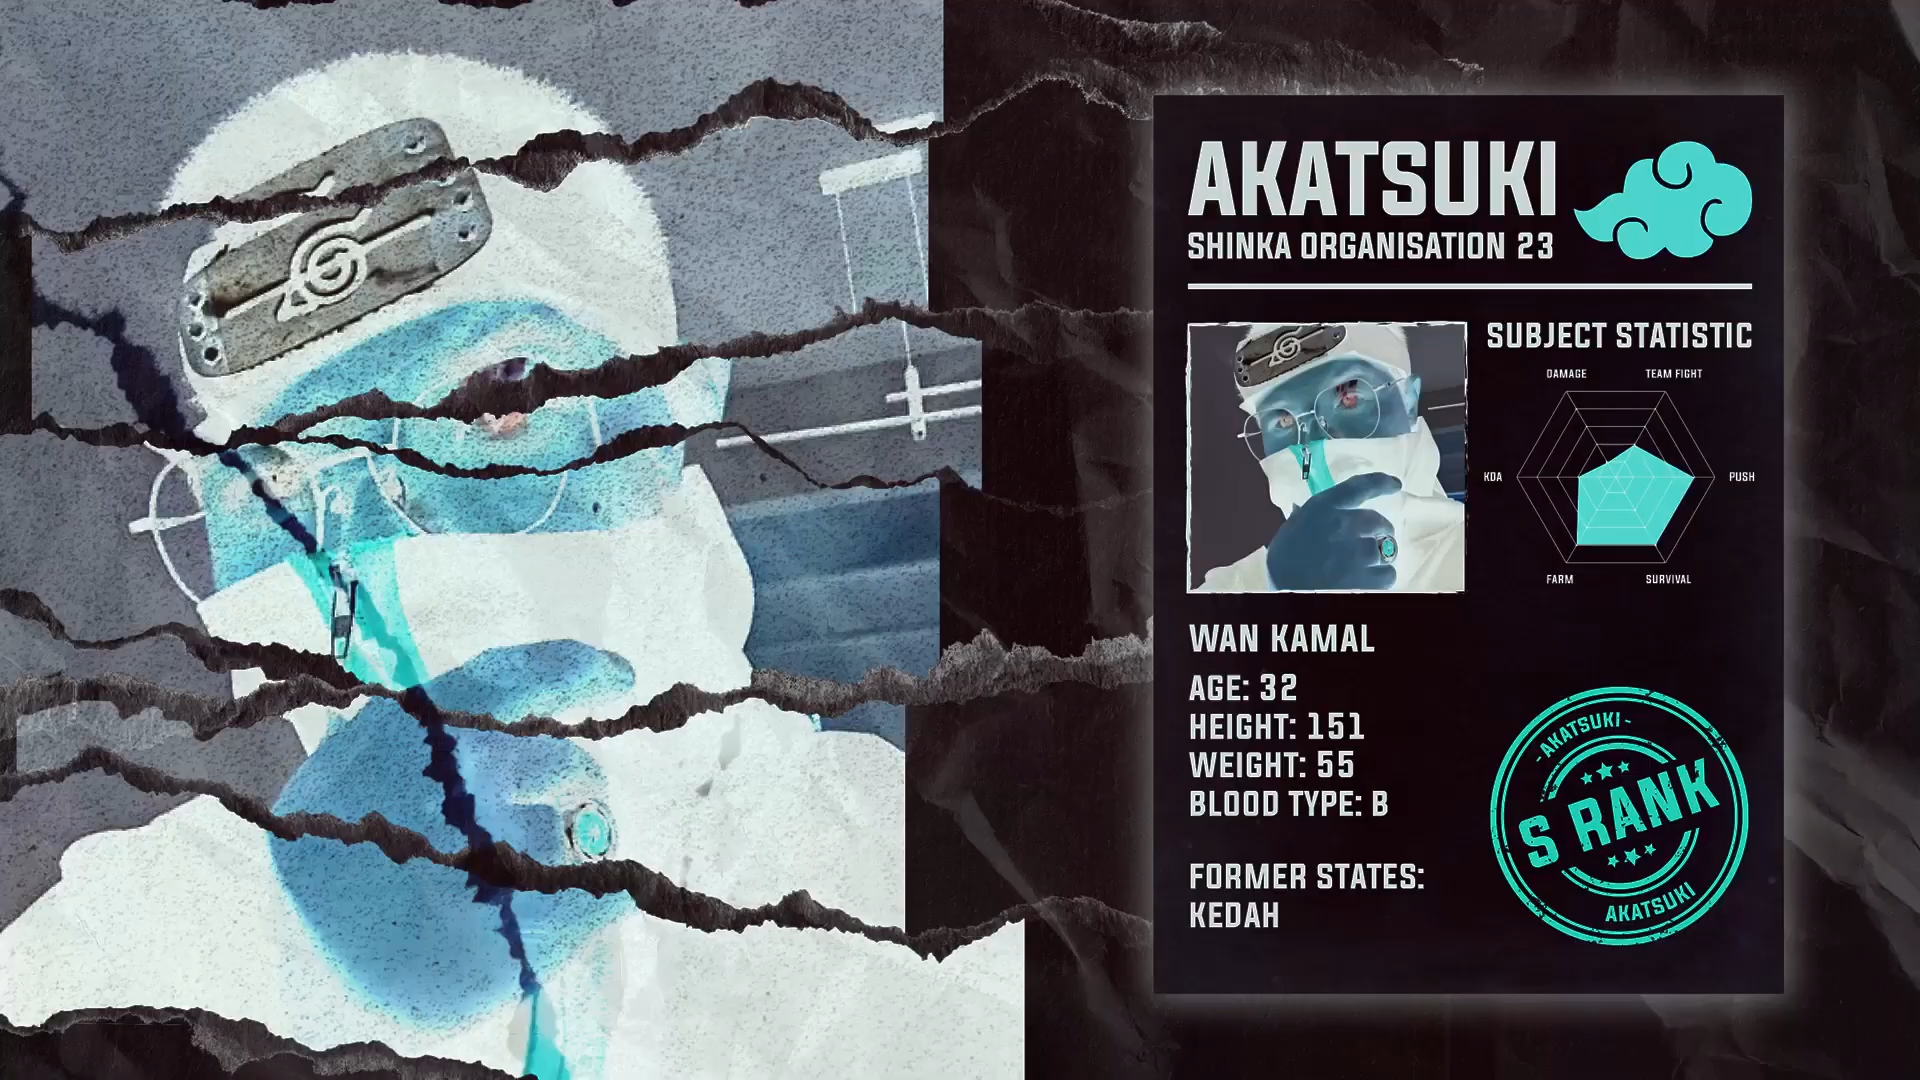 AKATSUKI
SHINKA ORGANISATION 23
SUBJECT STATISTIC
DAMAGE
TEAM FIGHT
KDA
PUSH
FARM
SURVIVAL
WAN KAMAL
AGE: 32
HEIGHT: 151
WEIGHT: 55
BLOOD TYPE: B
FORMER STATES:
KEDAH
- AKATSUKI -
S RANK
AKATSUKI